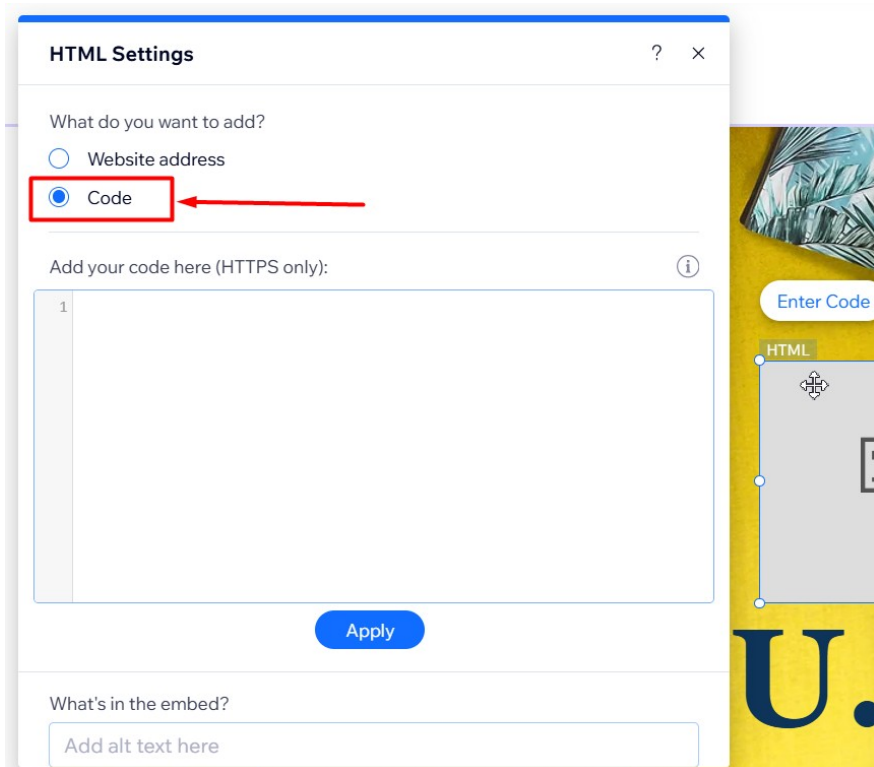 HTML Settings
?
What do you want to add?
Website address
Code
Add your code here (HTTPS only):
1
Enter Code
HTML
Apply
U.
What's in the embed?
Add alt text here